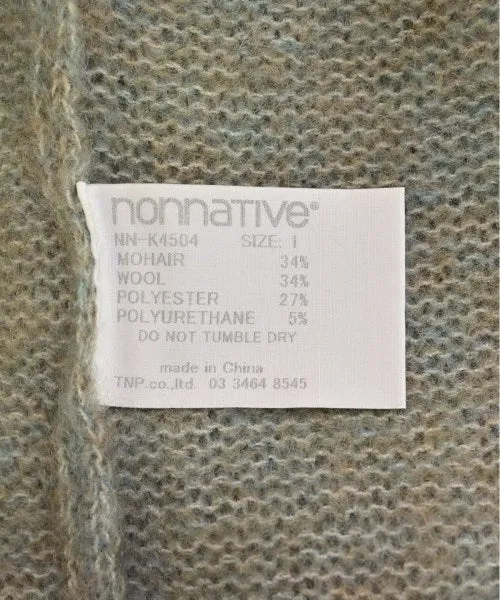 nonnative®
NN-K4504 SIZE: 1
MOHAIR 34%
WOOL 34%
POLYESTER 27%
POLYURETHANE 5%
DO NOT TUMBLE DRY
made in China
TNP.co.,ltd. 03 3464 8545